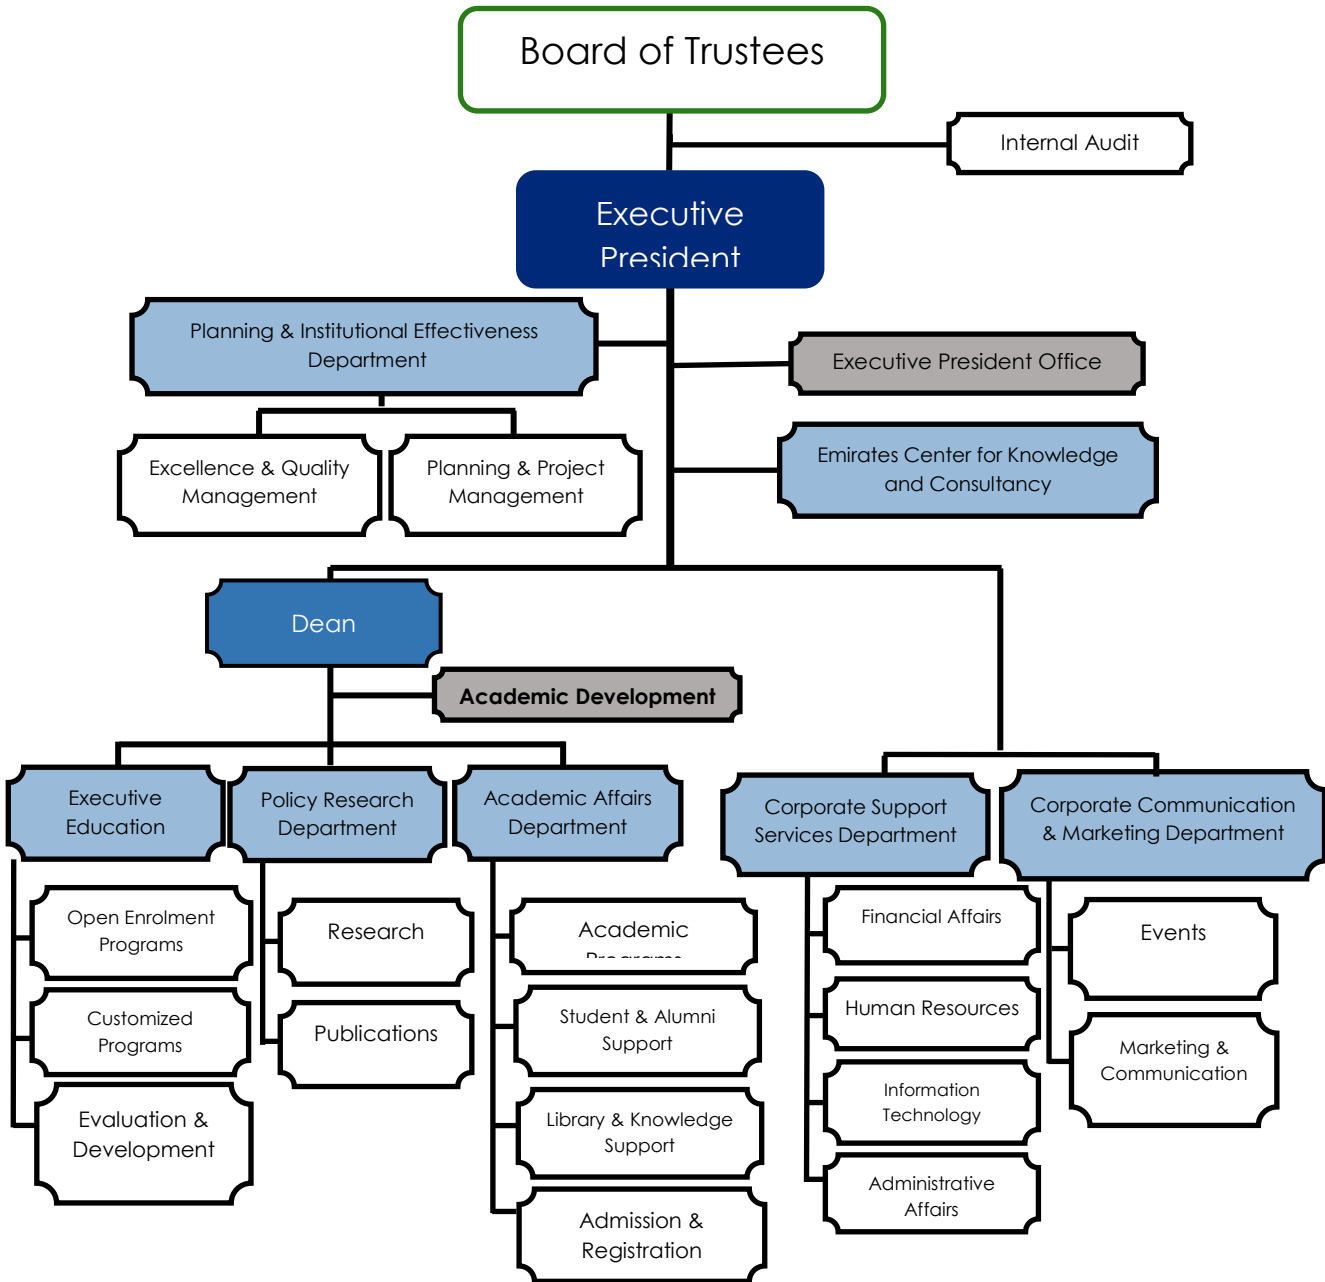 Board of Trustees
Internal Audit
Executive
President
Planning & Institutional Effectiveness
Department
Executive President Office
Excellence & Quality
Management
Planning & Project
Management
Emirates Center for Knowledge
and Consultancy
Dean
Academic Development
Executive
Education
Policy Research
Department
Academic Affairs
Department
Corporate Support
Services Department
Corporate Communication
& Marketing Department
Open Enrolment
Programs
Customized
Programs
Evaluation &
Development
Research
Publications
Academic
Programs
Student & Alumni
Support
Library & Knowledge
Support
Admission &
Registration
Financial Affairs
Human Resources
Information
Technology
Administrative
Affairs
Events
Marketing &
Communication